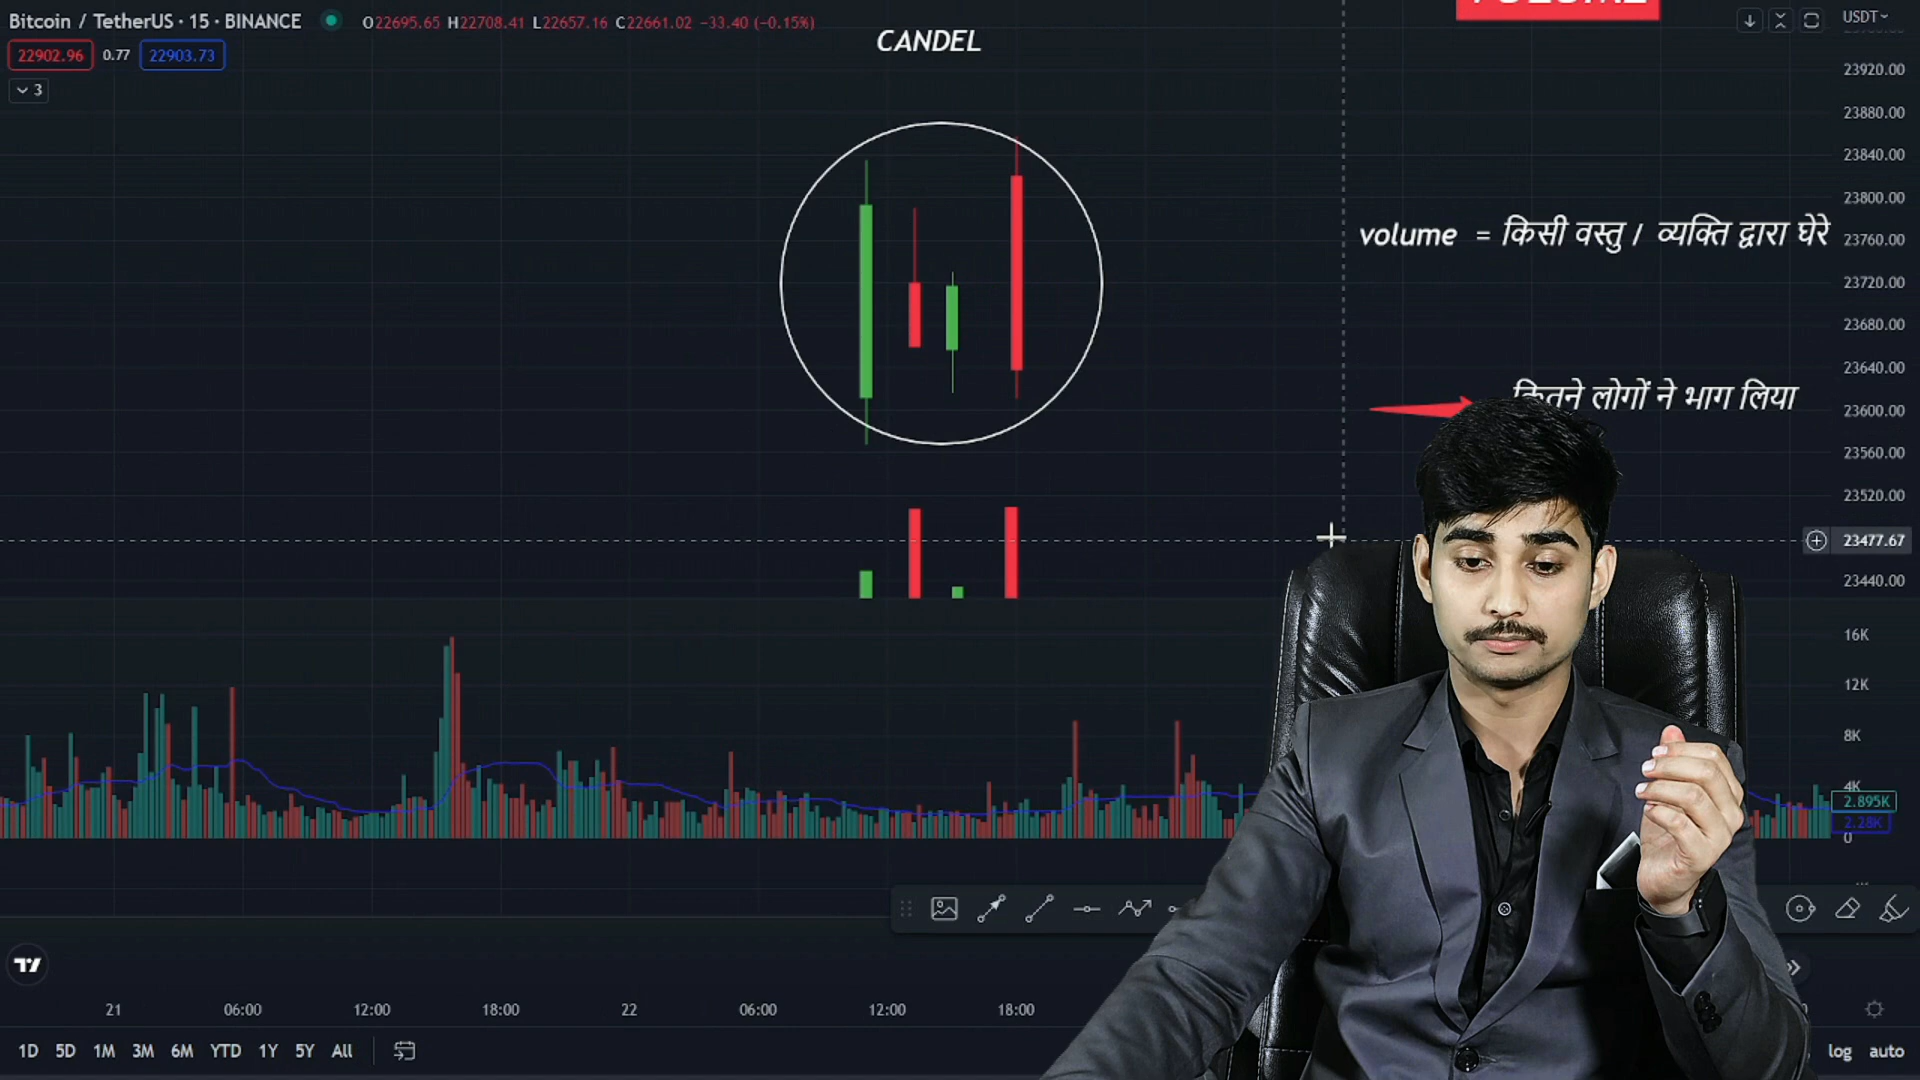 Bitcoin / TetherUS · 15 · BINANCE
O22695.65 H22708.41 L22657.16 C22661.02 −33.40 (−0.15%)
22902.96 0.77 22903.73
3
CANDEL
VOLUME
USDT
23920.00
23880.00
23840.00
23800.00
volume = किसी वस्तु / व्यक्ति द्वारा घेरे
23760.00
23720.00
23680.00
23640.00
कितने लोगों ने भाग लिया
23600.00
23560.00
23520.00
23477.67
23440.00
16K
12K
8K
4K
2.895K
2.28K
0
21 06:00 12:00 18:00 22 06:00 12:00 18:00
1D 5D 1M 3M 6M YTD 1Y 5Y All
log auto